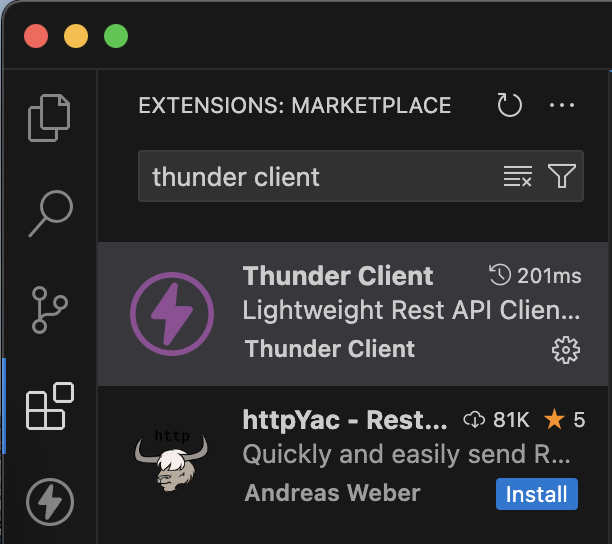 EXTENSIONS: MARKETPLACE
thunder client
Thunder Client 201ms
Lightweight Rest API Clien...
Thunder Client
http
httpYac - Rest... 81K 5
Quickly and easily send R...
Andreas Weber Install